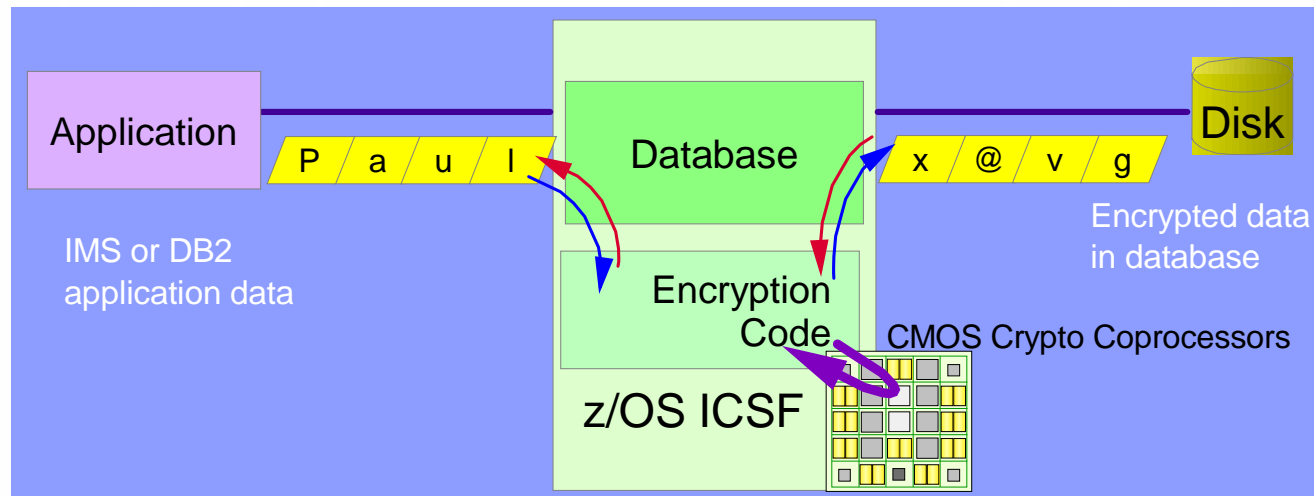 Application
P a u l
IMS or DB2
application data
Database
Encryption
Code
z/OS ICSF
CMOS Crypto Coprocessors
x @ v g
Disk
Encrypted data
in database